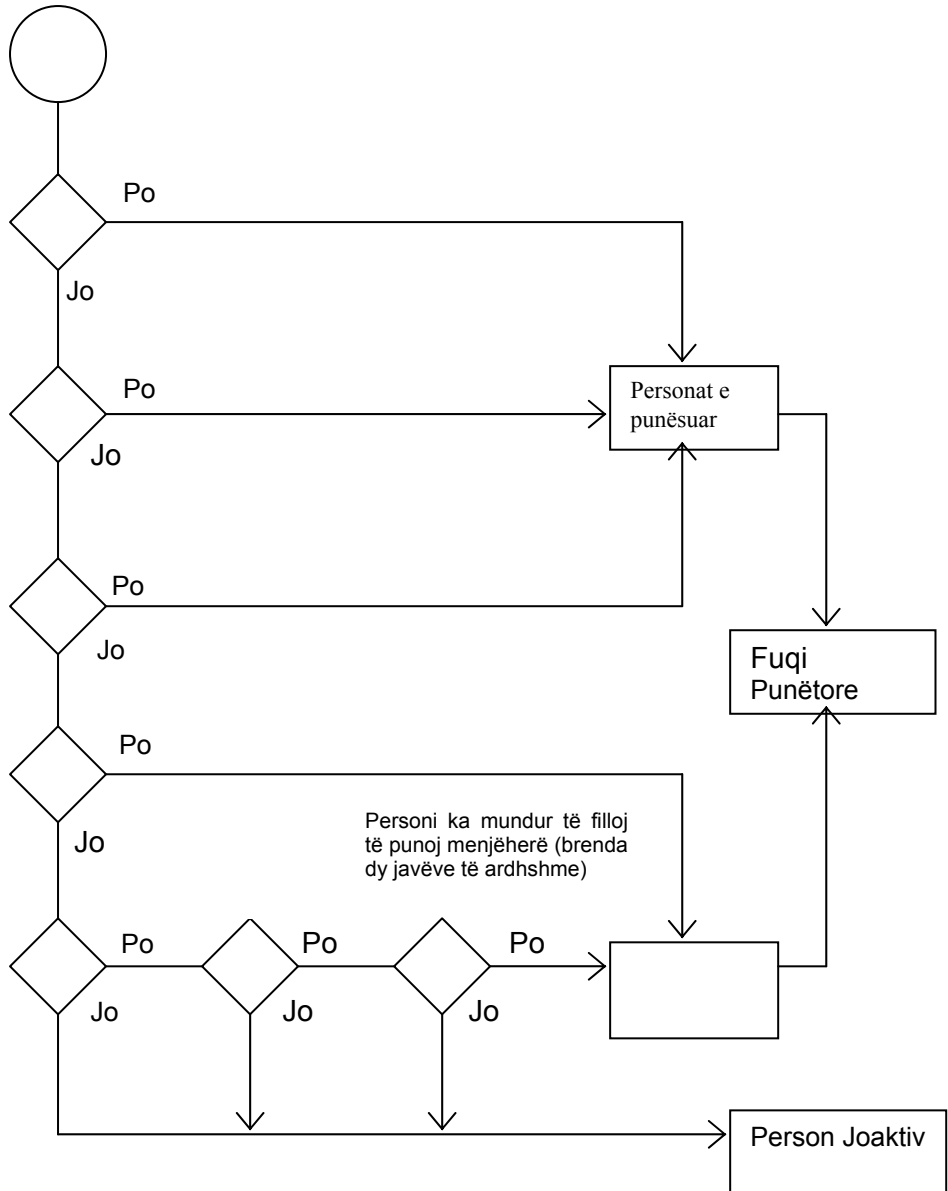 Po
Jo
Po
Personat e
punësuar
Jo
Po
Jo
Fuqi
Punëtore
Po
Personi ka mundur të filloj
të punoj menjëherë (brenda
dy javëve të ardhshme)
Jo
Po
Po
Po
Jo
Jo
Jo
Person Joaktiv